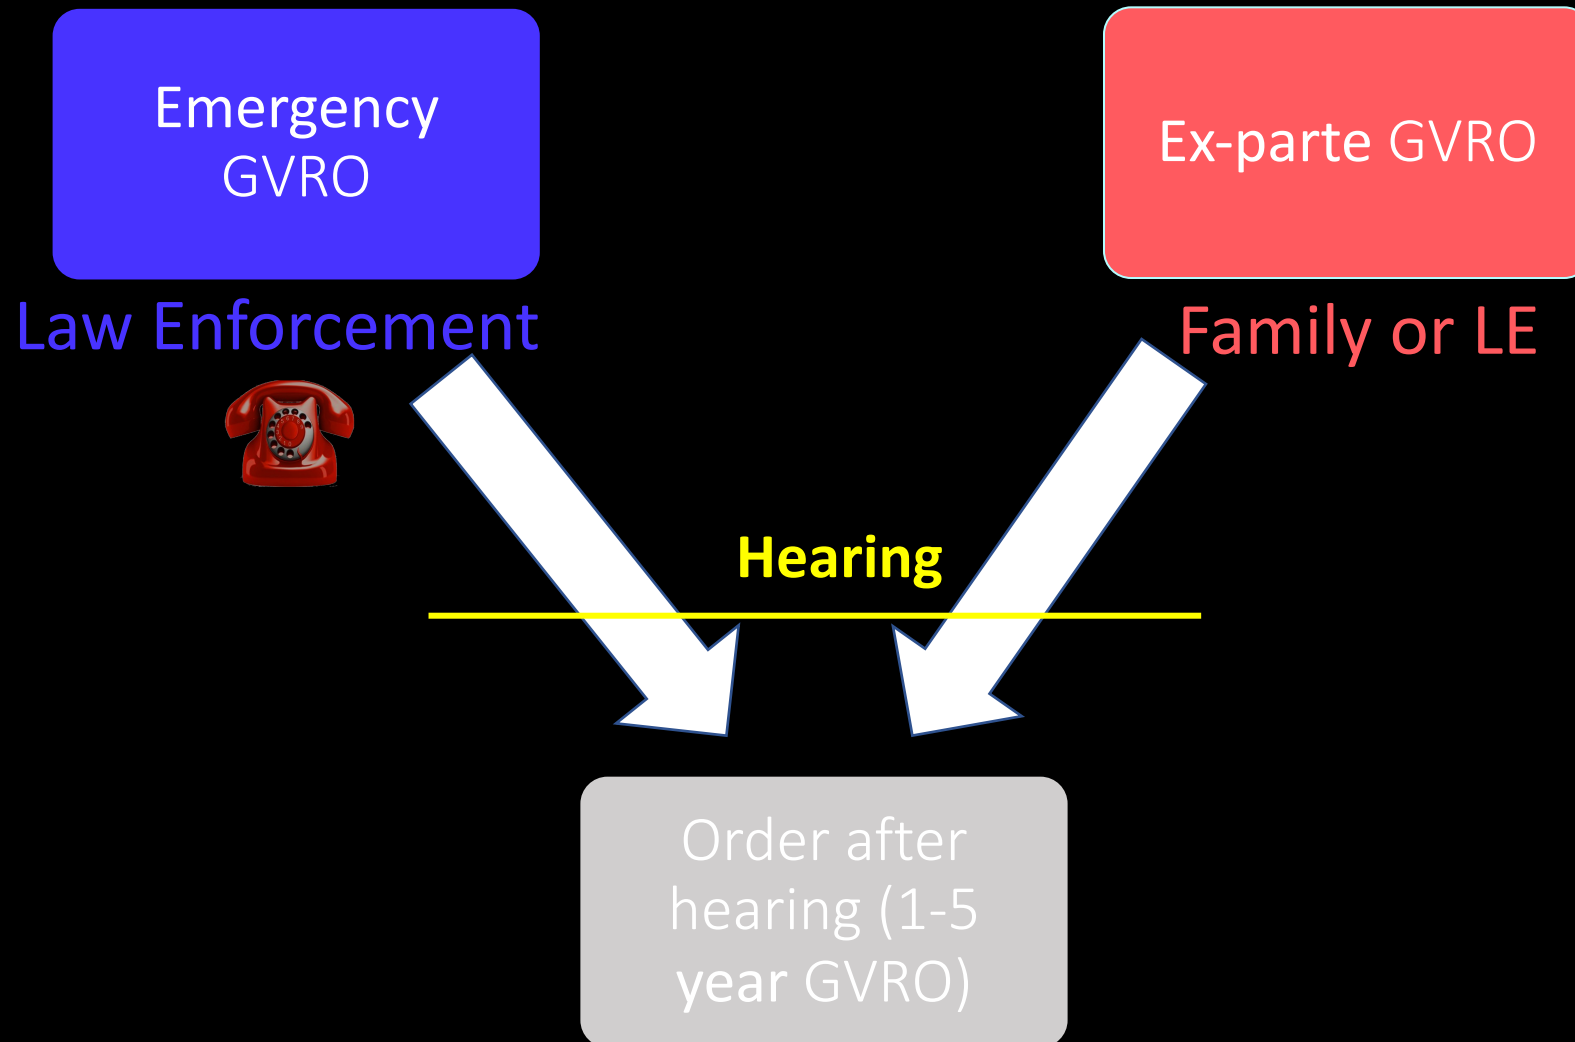 Emergency
GVRO
Ex-parte GVRO
Law Enforcement
Family or LE
Hearing
Order after
hearing (1-5
year GVRO)